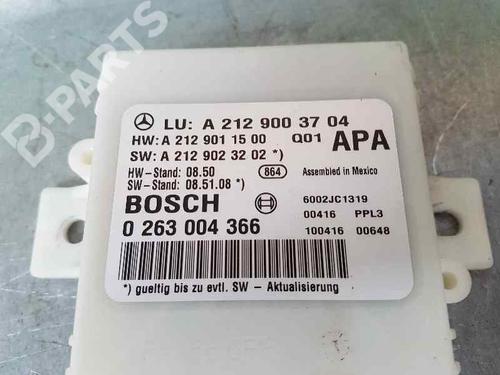 B-PARTS
LU: A 212 900 37 04
HW: A 212 901 15 00 Q01 APA
SW: A 212 902 32 02 *)
HW-Stand: 08.50 864 Assembled in Mexico
SW-Stand: 08.51.08 *)
BOSCH 6002JC1319
0 263 004 366 00416 PPL3
100416 00648
*) gueltig bis zu evtl. SW - Aktualisierung